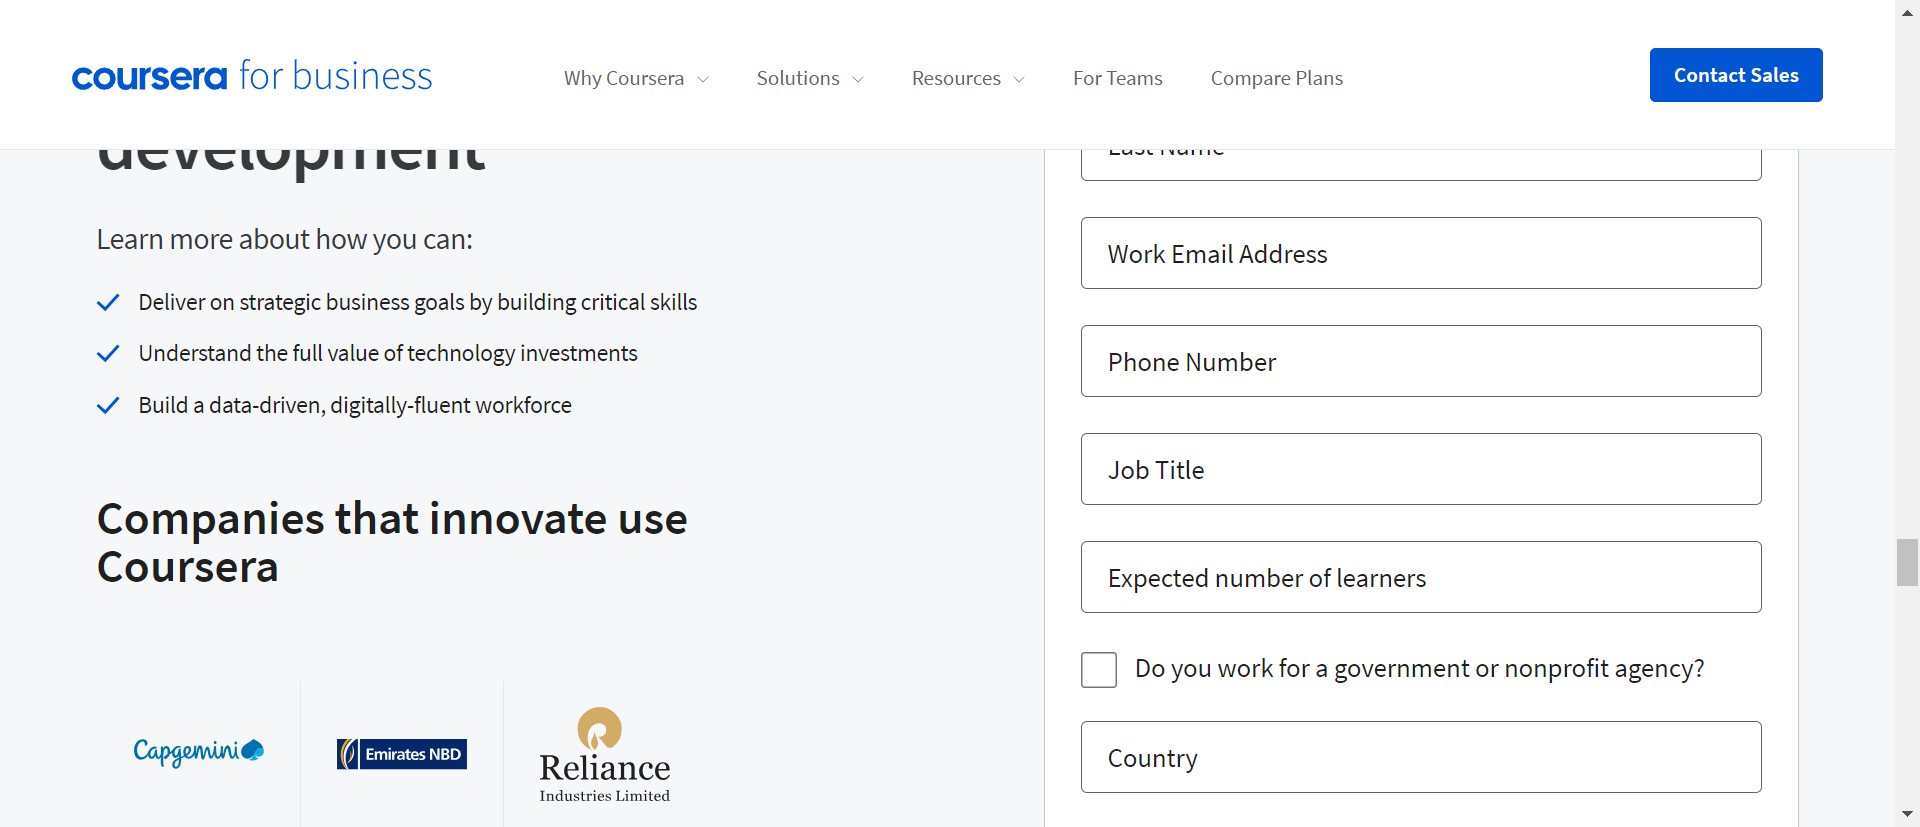 coursera for business
Why Coursera
Solutions
Resources
For Teams
Compare Plans
Contact Sales
development
Learn more about how you can:
Deliver on strategic business goals by building critical skills
Understand the full value of technology investments
Build a data-driven, digitally-fluent workforce
Companies that innovate use
Coursera
Capgemini
Emirates NBD
Reliance
Industries Limited
Last Name
Work Email Address
Phone Number
Job Title
Expected number of learners
Do you work for a government or nonprofit agency?
Country